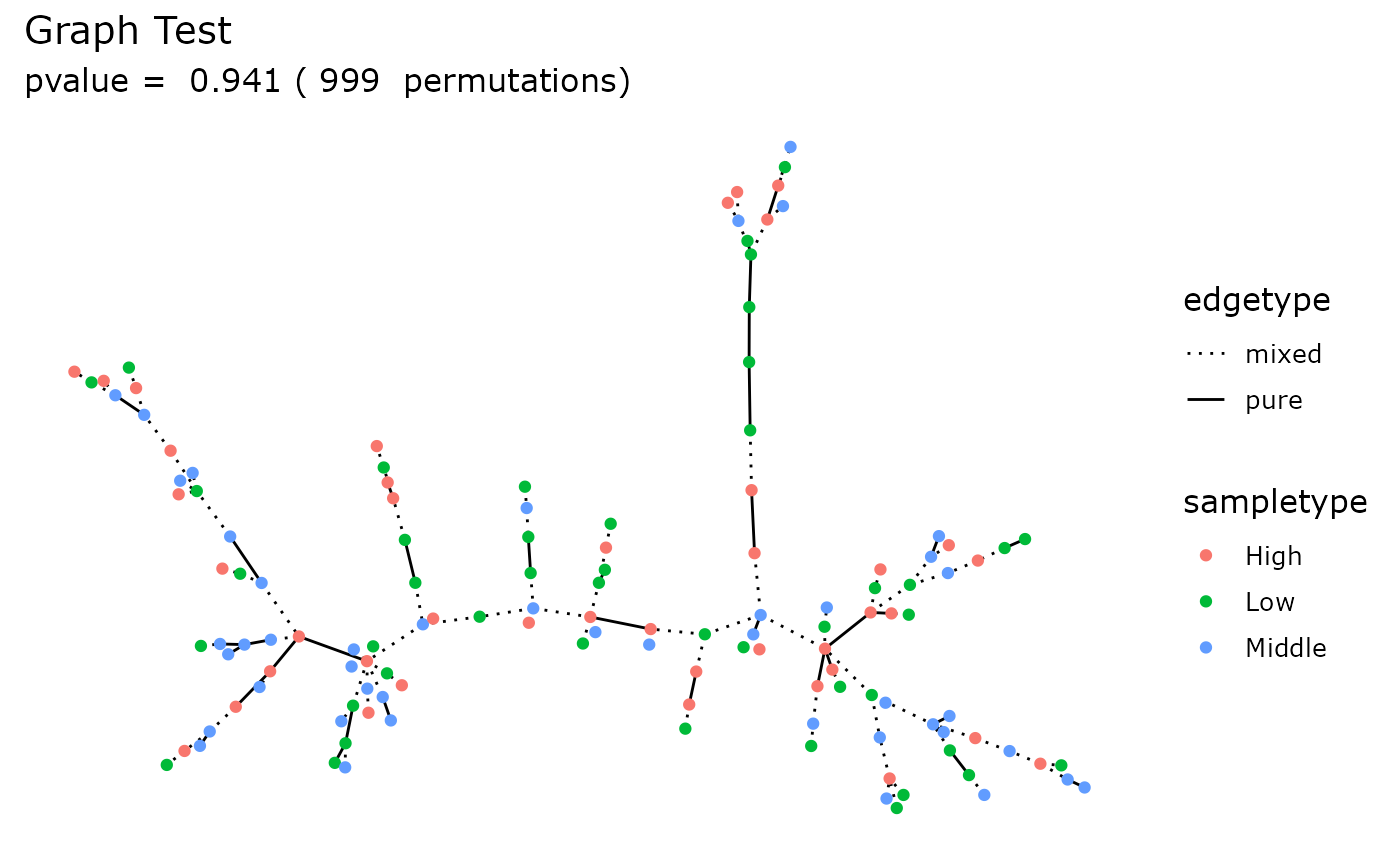 Graph Test
pvalue =  0.941 ( 999  permutations)
edgetype
mixed
pure
sampletype
High
Low
Middle